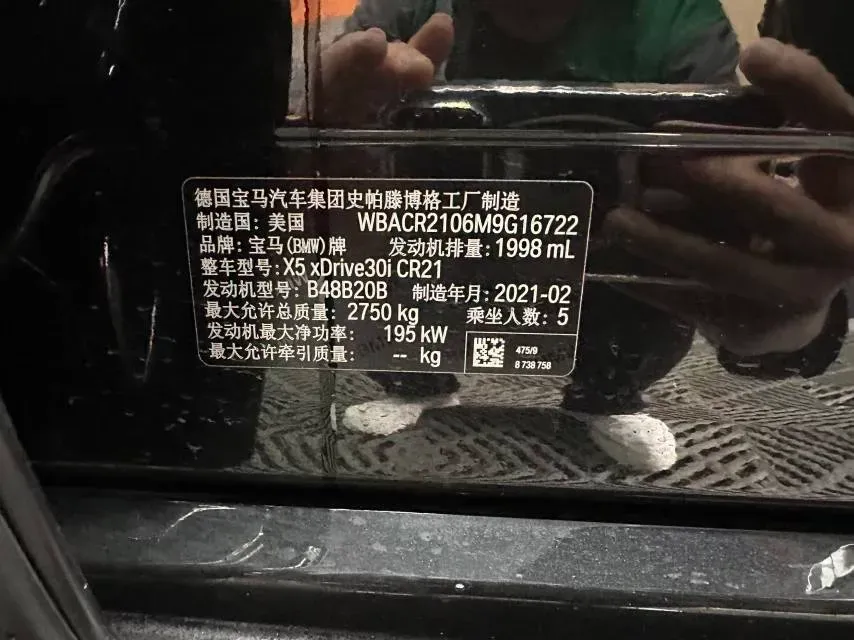 德国宝马汽车集团史帕滕博格工厂制造
制造国: 美国 WBACR2106M9G16722
品牌: 宝马(BMW)牌 发动机排量: 1998 mL
整车型号: X5 xDrive30i CR21
发动机型号: B48B20B 制造年月: 2021-02
最大允许总质量: 2750 kg 乘坐人数: 5
发动机最大净功率: 195 kW
最大允许牵引质量: -- kg
475/9
8 738 758